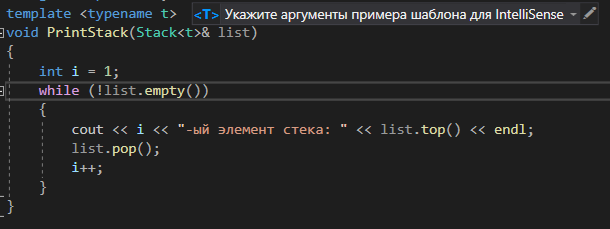 template <typename t> <T> Укажите аргументы примера шаблона для IntelliSense
void PrintStack(Stack<t>& list)
{
    int i = 1;
    while (!list.empty())
    {
        cout << i << "-ый элемент стека: " << list.top() << endl;
        list.pop();
        i++;
    }
}